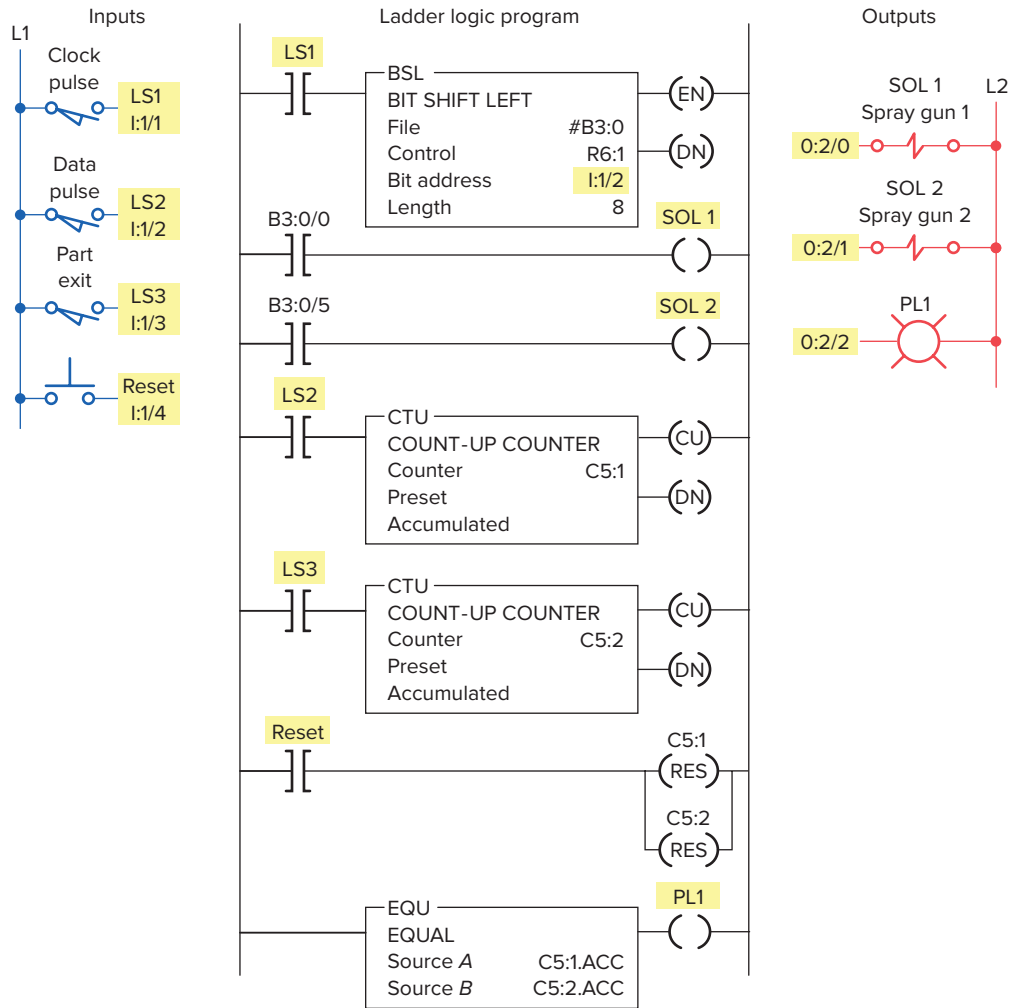 Inputs
L1
Clock
pulse
LS1
I:1/1
Data
pulse
LS2
I:1/2
Part
exit
LS3
I:1/3
Reset
I:1/4
Ladder logic program
LS1
BSL
BIT SHIFT LEFT
File #B3:0
Control R6:1
Bit address I:1/2
Length 8
EN
DN
B3:0/0
SOL 1
B3:0/5
SOL 2
LS2
CTU
COUNT-UP COUNTER
Counter C5:1
Preset
Accumulated
CU
DN
LS3
CTU
COUNT-UP COUNTER
Counter C5:2
Preset
Accumulated
CU
DN
Reset
C5:1
RES
C5:2
RES
EQU
EQUAL
Source A C5:1.ACC
Source B C5:2.ACC
PL1
Outputs
L2
SOL 1
Spray gun 1
0:2/0
SOL 2
Spray gun 2
0:2/1
PL1
0:2/2